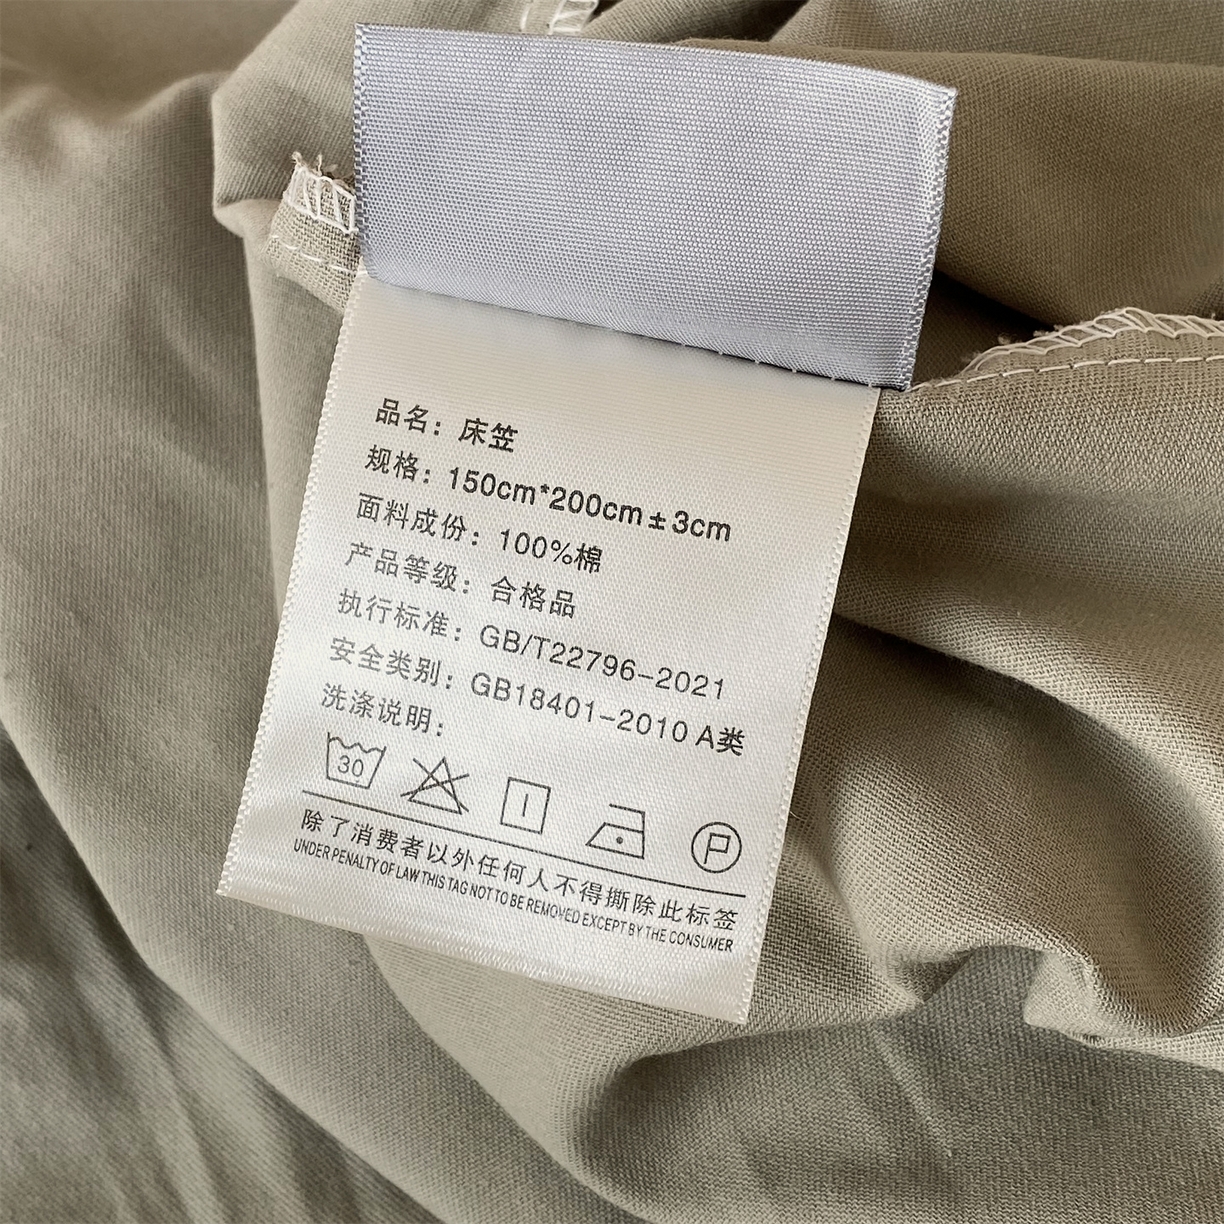 品名：床笠
规格：150cm*200cm±3cm
面料成份：100%棉
产品等级：合格品
执行标准：GB/T22796-2021
安全类别：GB18401-2010 A类
洗涤说明：
30
P
除了消费者以外任何人不得撕除此标签
UNDER PENALTY OF LAW THIS TAG NOT TO BE REMOVED EXCEPT BY THE CONSUMER